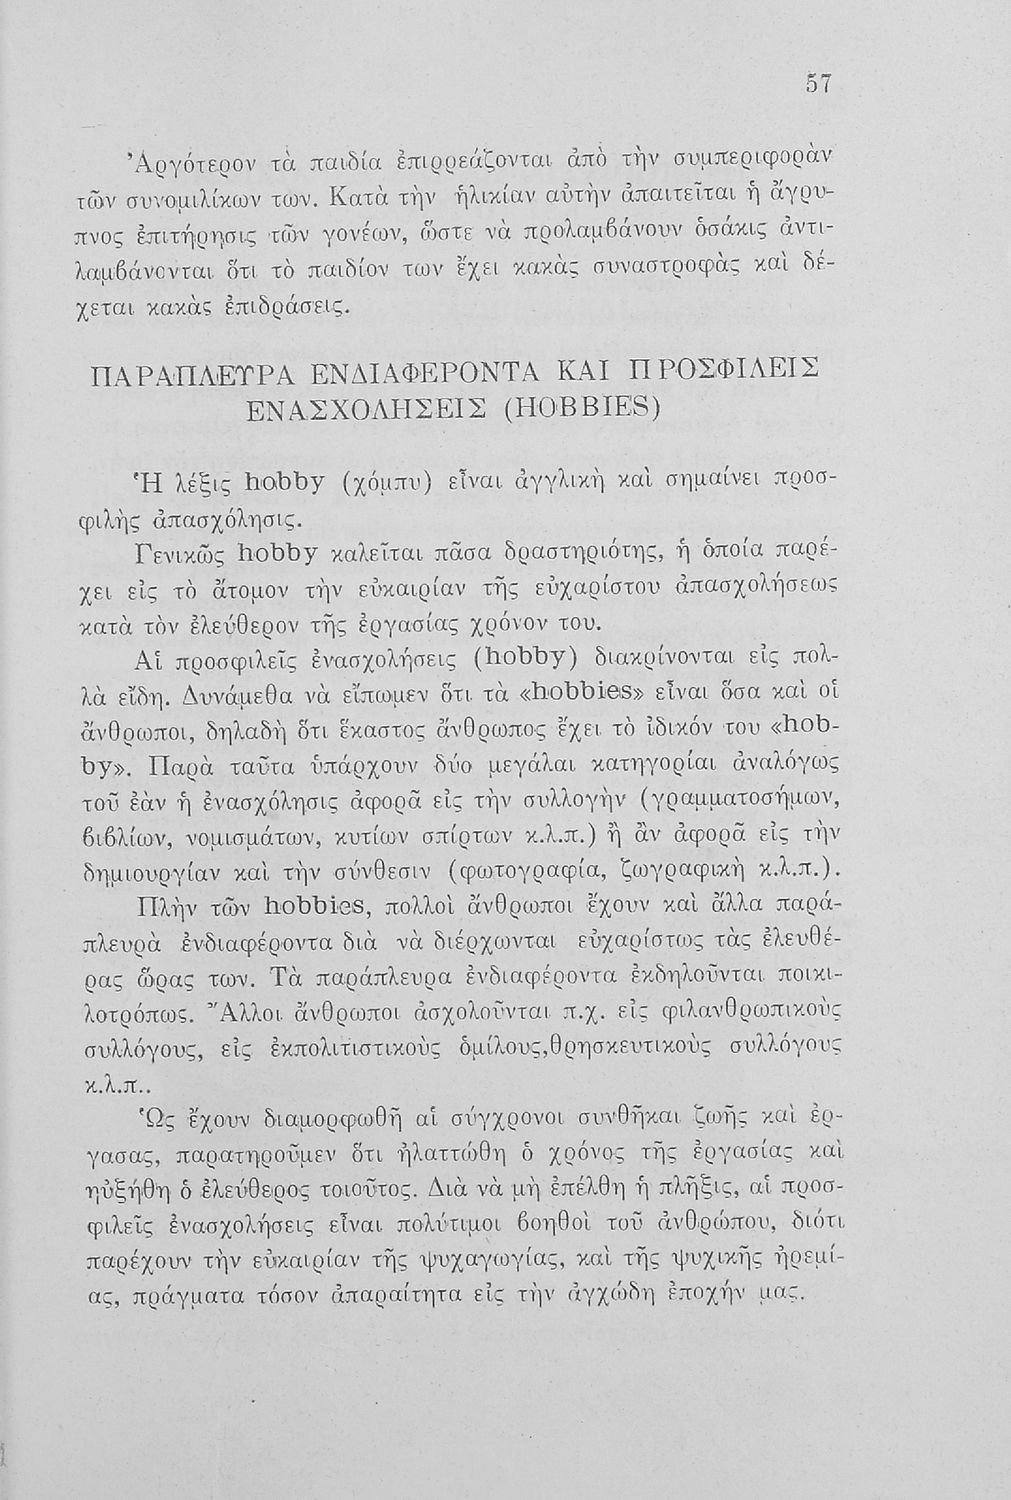 57
Ἀργότερον τὰ παιδία ἐπιρρεάζονται ἀπὸ τὴν συμπεριφορὰν
τῶν συνομιλίκων των. Κατὰ τὴν ἡλικίαν αὐτὴν ἀπαιτεῖται ἡ ἄγρυ-
πνος ἐπιτήρησις τῶν γονέων, ὥστε νὰ προλαμβάνουν ὁσάκις ἀντι-
λαμβάνονται ὅτι τὸ παιδίον των ἔχει κακὰς συναστροφὰς καὶ δέ-
χεται κακὰς ἐπιδράσεις.
ΠΑΡΑΠΛΕΥΡΑ ΕΝΔΙΑΦΕΡΟΝΤΑ ΚΑΙ ΠΡΟΣΦΙΛΕΙΣ
ΕΝΑΣΧΟΛΗΣΕΙΣ (HOBBIES)
Ἡ λέξις hobby (χόμπυ) εἶναι ἀγγλικὴ καὶ σημαίνει προσ-
φιλὴς ἀπασχόλησις.
Γενικῶς hobby καλεῖται πᾶσα δραστηριότης, ἡ ὁποία παρέ-
χει εἰς τὸ ἄτομον τὴν εὐκαιρίαν τῆς εὐχαρίστου ἀπασχολήσεως
κατὰ τὸν ἐλεύθερον τῆς ἐργασίας χρόνον του.
Αἱ προσφιλεῖς ἐνασχολήσεις (hobby) διακρίνονται εἰς πολ-
λὰ εἴδη. Δυνάμεθα νὰ εἴπωμεν ὅτι τὰ «hobbies» εἶναι ὅσα καὶ οἱ
ἄνθρωποι, δηλαδὴ ὅτι ἕκαστος ἄνθρωπος ἔχει τὸ ἰδικόν του «hob-
by». Παρὰ ταῦτα ὑπάρχουν δύο μεγάλαι κατηγορίαι ἀναλόγως
τοῦ ἐὰν ἡ ἐνασχόλησις ἀφορᾶ εἰς τὴν συλλογὴν (γραμματοσήμων,
βιβλίων, νομισμάτων, κυτίων σπίρτων κ.λ.π.) ἢ ἂν ἀφορᾶ εἰς τὴν
δημιουργίαν καὶ τὴν σύνθεσιν (φωτογραφία, ζωγραφικὴ κ.λ.π.).
Πλὴν τῶν hobbies, πολλοὶ ἄνθρωποι ἔχουν καὶ ἄλλα παρά-
πλευρὰ ἐνδιαφέροντα διὰ νὰ διέρχωνται εὐχαρίστως τὰς ἐλευθέ-
ρας ὥρας των. Τὰ παράπλευρα ἐνδιαφέροντα ἐκδηλοῦνται ποικι-
λοτρόπως. Ἄλλοι ἄνθρωποι ἀσχολοῦνται π.χ. εἰς φιλανθρωπικοὺς
συλλόγους, εἰς ἐκπολιτιστικοὺς ὁμίλους,θρησκευτικοὺς συλλόγους
κ.λ.π..
Ὡς ἔχουν διαμορφωθῆ αἱ σύγχρονοι συνθῆκαι ζωῆς καὶ ἐρ-
γασας, παρατηροῦμεν ὅτι ἠλαττώθη ὁ χρόνος τῆς ἐργασίας καὶ
ηὐξήθη ὁ ἐλεύθερος τοιοῦτος. Διὰ νὰ μὴ ἐπέλθη ἡ πλῆξις, αἱ προσ-
φιλεῖς ἐνασχολήσεις εἶναι πολύτιμοι βοηθοὶ τοῦ ἀνθρώπου, διότι
παρέχουν τὴν εὐκαιρίαν τῆς ψυχαγωγίας, καὶ τῆς ψυχικῆς ἠρεμί-
ας, πράγματα τόσον ἀπαραίτητα εἰς τὴν ἀγχώδη ἐποχήν μας.